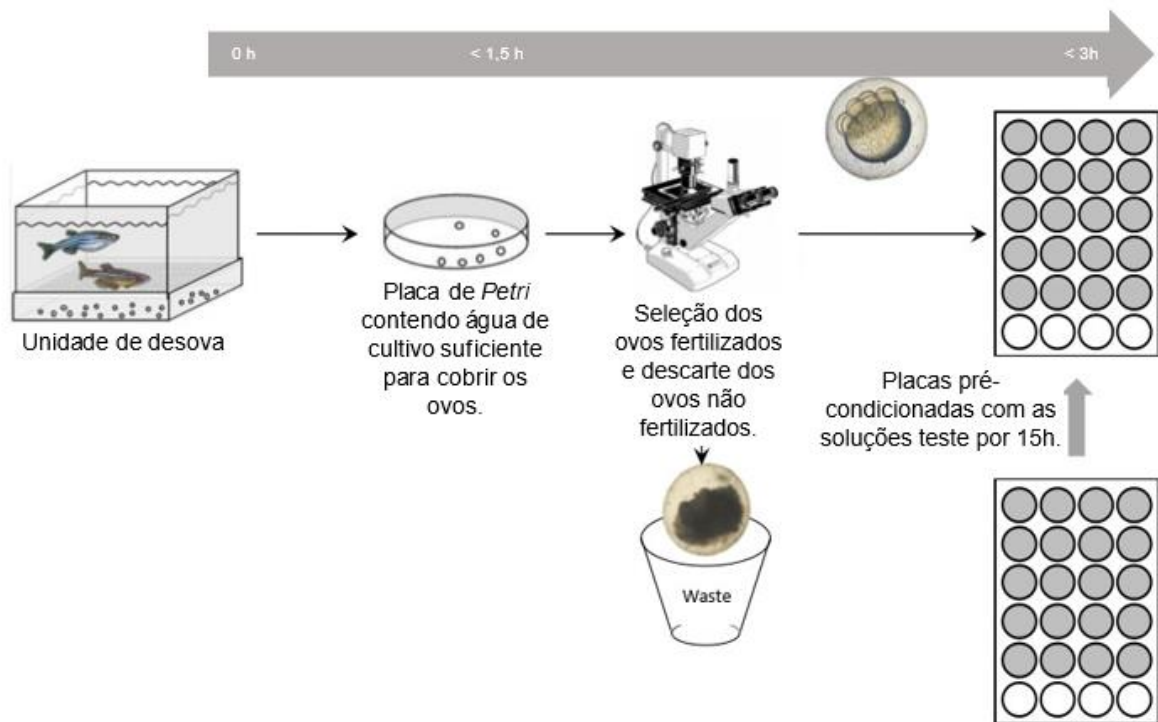 0 h
< 1,5 h
< 3h
Unidade de desova
Placa de Petri
contendo água de
cultivo suficiente
para cobrir os
ovos.
Seleção dos
ovos fertilizados
e descarte dos
ovos não
fertilizados.
Waste
Placas pré-
condicionadas com as
soluções teste por 15h.